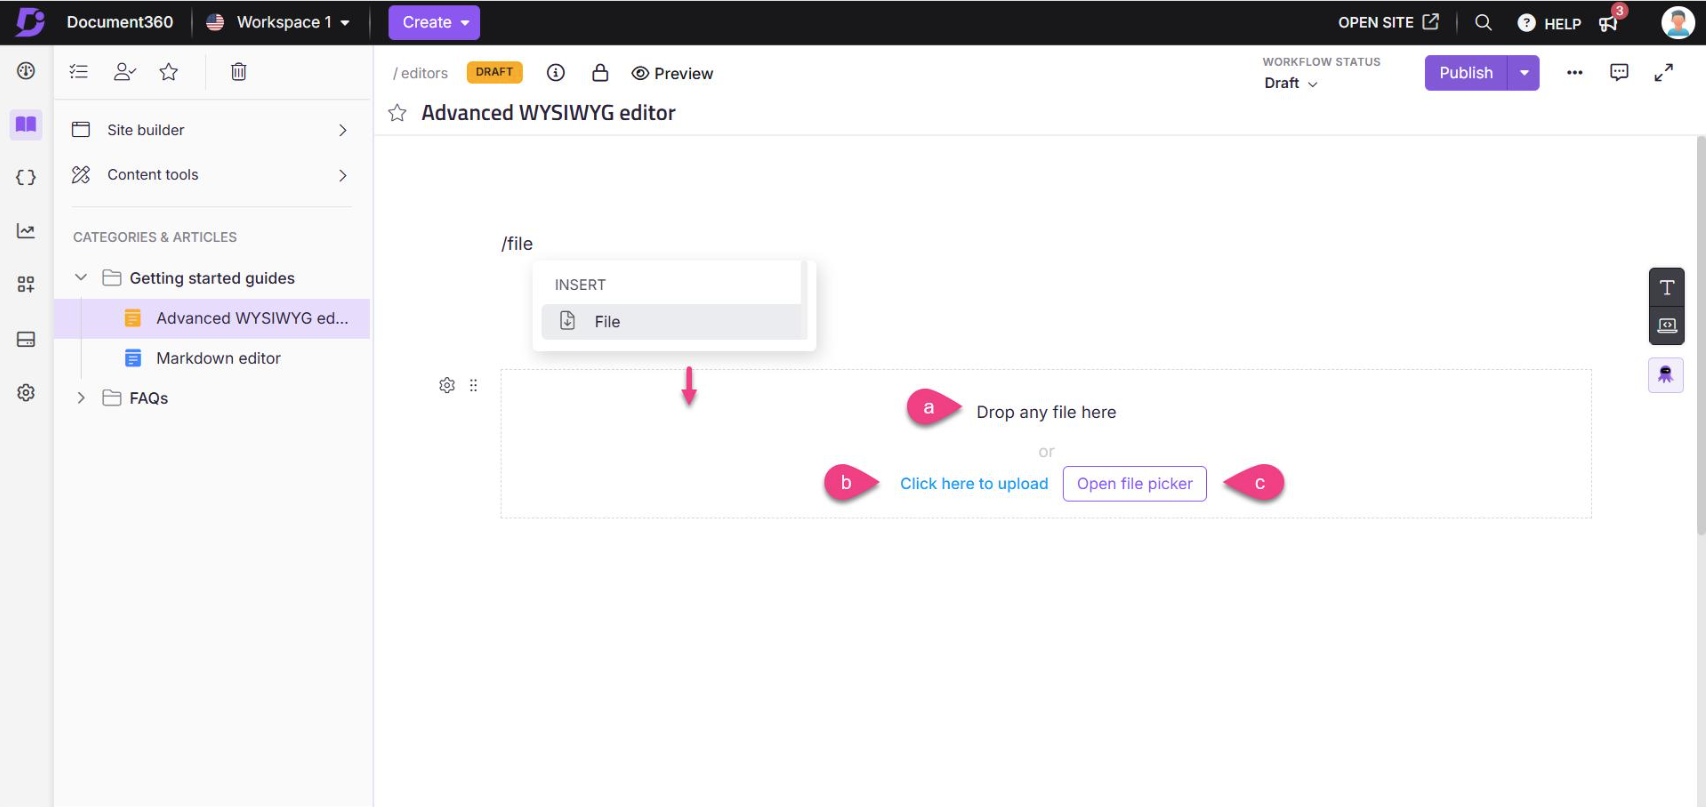 Document360
Workspace 1
Create
OPEN SITE
HELP
3
/ editors
DRAFT
Preview
WORKFLOW STATUS
Draft
Publish
Advanced WYSIWYG editor
Site builder
Content tools
CATEGORIES & ARTICLES
Getting started guides
Advanced WYSIWYG ed...
Markdown editor
FAQs
/file
INSERT
File
T
a
Drop any file here
or
b
Click here to upload
Open file picker
c